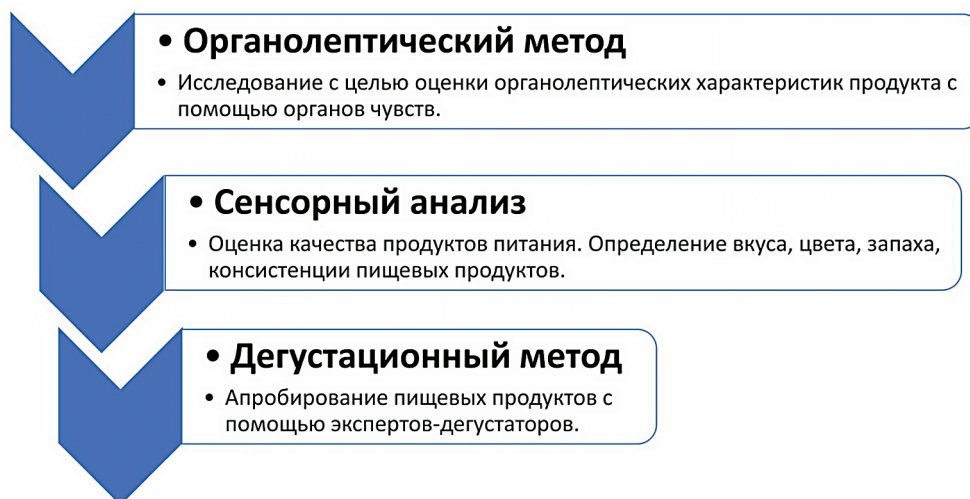 • Органолептический метод
• Исследование с целью оценки органолептических характеристик продукта с
помощью органов чувств.
• Сенсорный анализ
• Оценка качества продуктов питания. Определение вкуса, цвета, запаха,
консистенции пищевых продуктов.
• Дегустационный метод
• Апробирование пищевых продуктов с
помощью экспертов-дегустаторов.